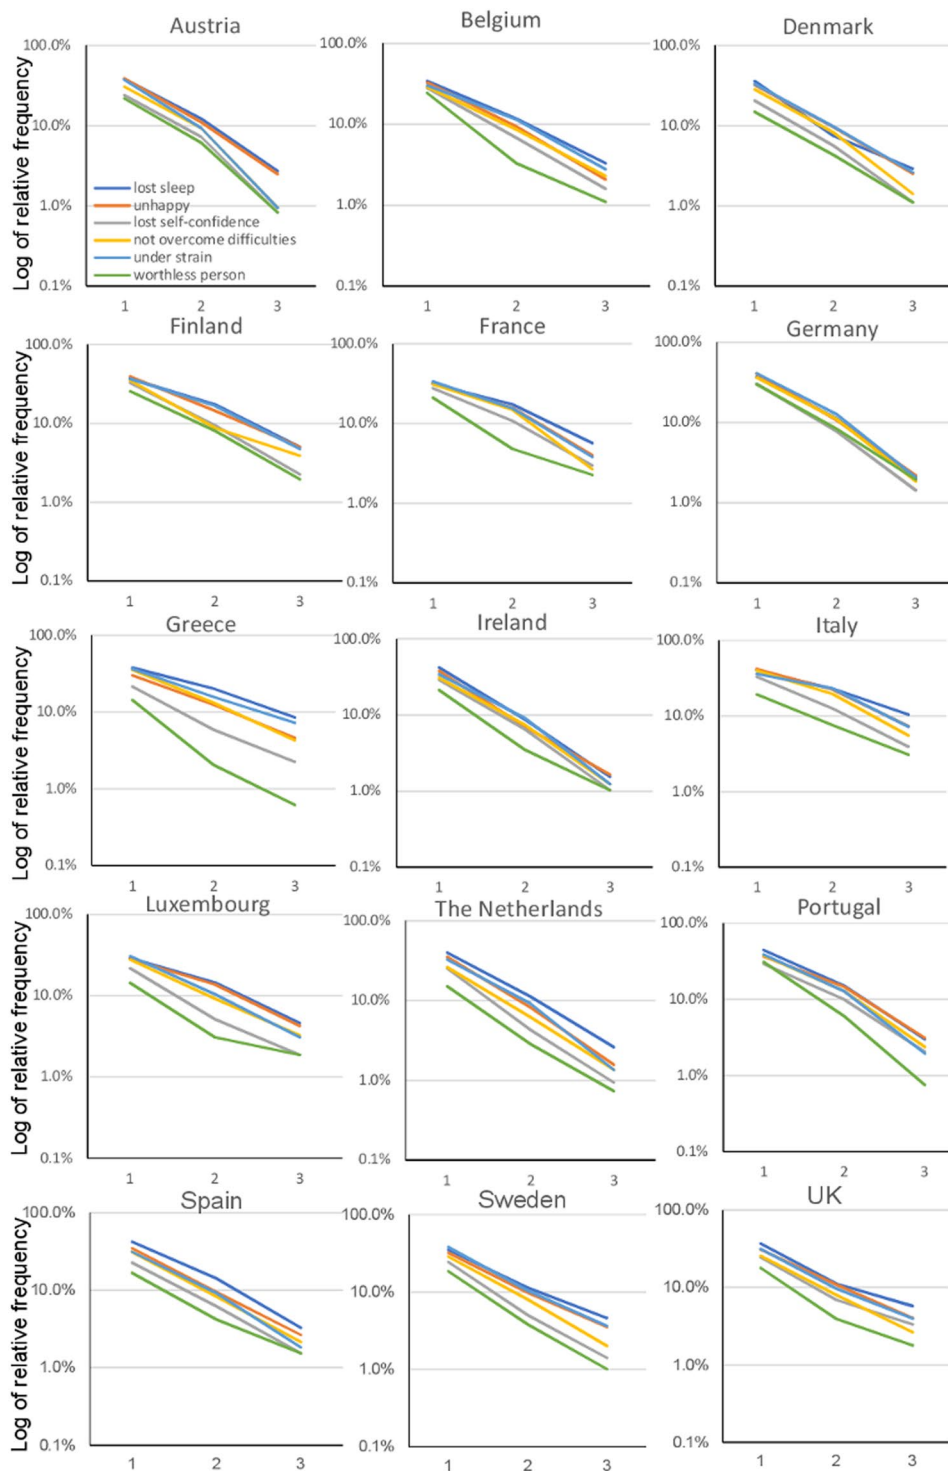 Austria
Belgium
Denmark
Log of relative frequency
100.0%
10.0%
1.0%
0.1%
lost sleep
unhappy
lost self-confidence
not overcome difficulties
under strain
worthless person
1 2 3
100.0%
10.0%
1.0%
0.1%
1 2 3
100.0%
10.0%
1.0%
0.1%
1 2 3
Finland
France
Germany
Log of relative frequency
100.0%
10.0%
1.0%
0.1%
1 2 3
100.0%
10.0%
1.0%
0.1%
1 2 3
100.0%
10.0%
1.0%
0.1%
1 2 3
Greece
Ireland
Italy
Log of relative frequency
100.0%
10.0%
1.0%
0.1%
1 2 3
100.0%
10.0%
1.0%
0.1%
1 2 3
100.0%
10.0%
1.0%
0.1%
1 2 3
Luxembourg
The Netherlands
Portugal
Log of relative frequency
100.0%
10.0%
1.0%
0.1%
1 2 3
100.0%
10.0%
1.0%
0.1%
1 2 3
100.0%
10.0%
1.0%
0.1%
1 2 3
Spain
Sweden
UK
Log of relative frequency
100.0%
10.0%
1.0%
0.1%
1 2 3
100.0%
10.0%
1.0%
0.1%
1 2 3
100.0%
10.0%
1.0%
0.1%
1 2 3